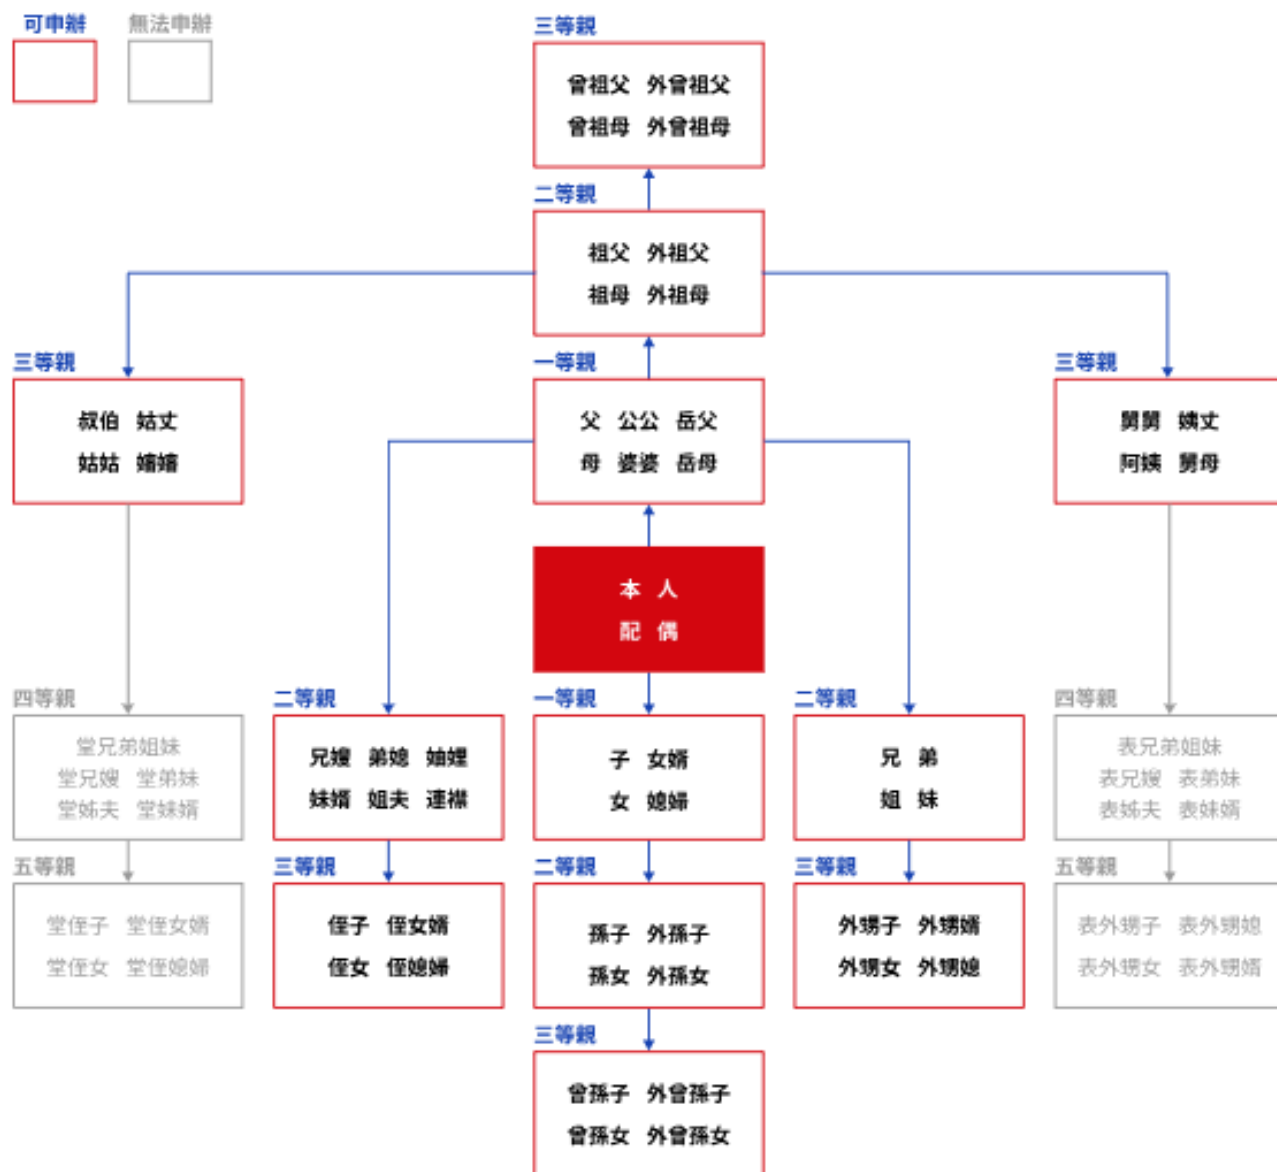 可申辦 無法申辦
三等親
曾祖父 外曾祖父
曾祖母 外曾祖母
二等親
祖父 外祖父
祖母 外祖母
三等親
叔伯 姑丈
姑姑 嬸嬸
一等親
父 公公 岳父
母 婆婆 岳母
三等親
舅舅 姨丈
阿姨 舅母
本人
配偶
四等親
堂兄弟姐妹
堂兄嫂 堂弟妹
堂姊夫 堂妹婿
二等親
兄嫂 弟媳 妯娌
妹婿 姐夫 連襟
一等親
子 女婿
女 媳婦
二等親
兄 弟
姐 妹
四等親
表兄弟姐妹
表兄嫂 表弟妹
表姊夫 表妹婿
五等親
堂侄子 堂侄女婿
堂侄女 堂侄媳婦
三等親
侄子 侄女婿
侄女 侄媳婦
二等親
孫子 外孫子
孫女 外孫女
三等親
外甥子 外甥婿
外甥女 外甥媳
五等親
表外甥子 表外甥媳
表外甥女 表外甥婿
三等親
曾孫子 外曾孫子
曾孫女 外曾孫女